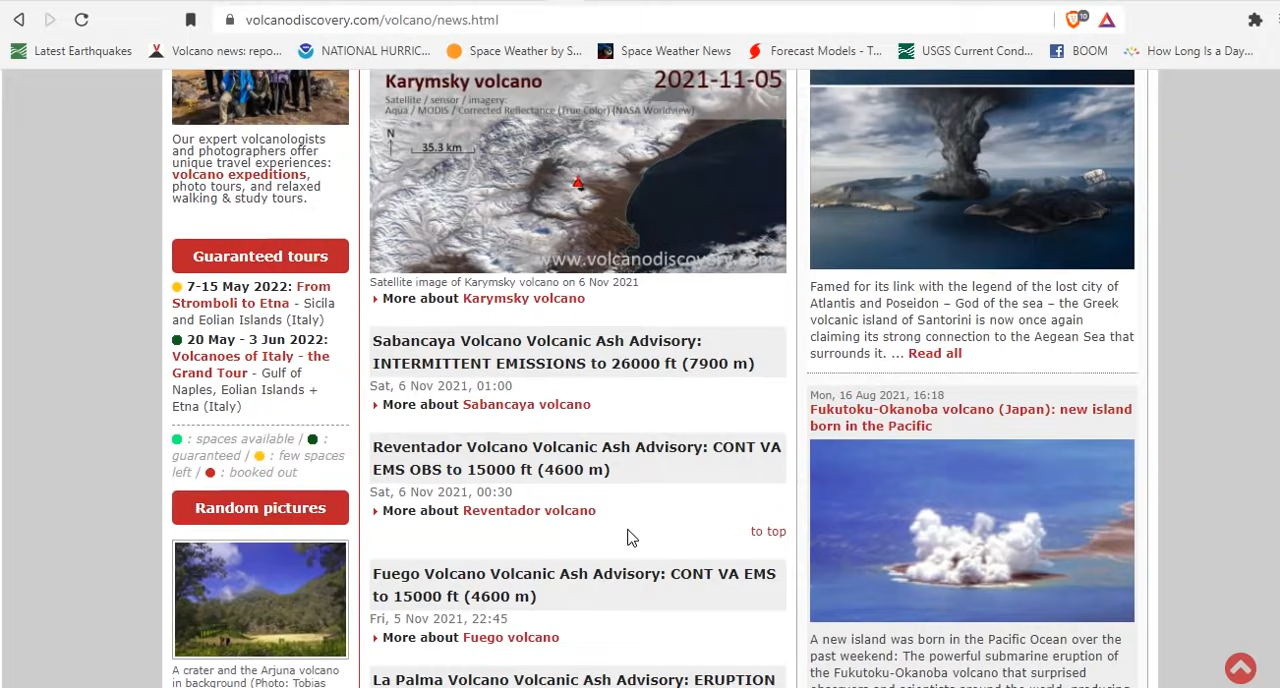 volcanodiscovery.com/volcano/news.html
10
Latest Earthquakes
Volcano news: repo...
NATIONAL HURRIC...
Space Weather by S...
Space Weather News
Forecast Models - T...
USGS Current Cond...
BOOM
How Long Is a Day...
Our expert volcanologists
and photographers offer
unique travel experiences:
volcano expeditions,
photo tours, and relaxed
walking & study tours.
Guaranteed tours
7-15 May 2022: From
Stromboli to Etna - Sicila
and Eolian Islands (Italy)
20 May - 3 Jun 2022:
Volcanoes of Italy - the
Grand Tour - Gulf of
Naples, Eolian Islands +
Etna (Italy)
: spaces available / :
guaranteed / : few spaces
left / : booked out
Random pictures
A crater and the Arjuna volcano
in background (Photo: Tobias
Karymsky volcano 2021-11-05
Satellite / sensor / imagery:
Aqua / MODIS / Corrected Reflectance (True Color) (NASA Worldview)
N
35.3 km
www.volcanodiscovery.com
Satellite image of Karymsky volcano on 6 Nov 2021
More about Karymsky volcano
Sabancaya Volcano Volcanic Ash Advisory:
INTERMITTENT EMISSIONS to 26000 ft (7900 m)
Sat, 6 Nov 2021, 01:00
More about Sabancaya volcano
Reventador Volcano Volcanic Ash Advisory: CONT VA
EMS OBS to 15000 ft (4600 m)
Sat, 6 Nov 2021, 00:30
More about Reventador volcano
to top
Fuego Volcano Volcanic Ash Advisory: CONT VA EMS
to 15000 ft (4600 m)
Fri, 5 Nov 2021, 22:45
More about Fuego volcano
La Palma Volcano Volcanic Ash Advisory: ERUPTION
Famed for its link with the legend of the lost city of
Atlantis and Poseidon – God of the sea – the Greek
volcanic island of Santorini is now once again
claiming its strong connection to the Aegean Sea that
surrounds it. ... Read all
Mon, 16 Aug 2021, 16:18
Fukutoku-Okanoba volcano (Japan): new island
born in the Pacific
A new island was born in the Pacific Ocean over the
past weekend: The powerful submarine eruption of
the Fukutoku-Okanoba volcano that surprised